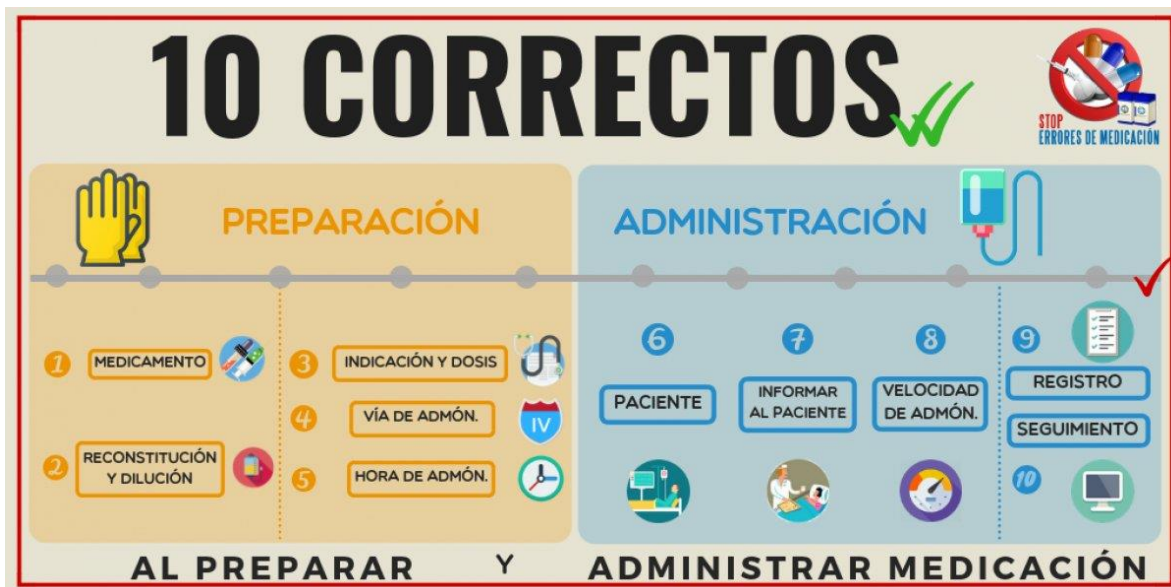 10 CORRECTOS
STOP
ERRORES DE MEDICACIÓN
PREPARACIÓN
1
MEDICAMENTO
2
RECONSTITUCIÓN
Y DILUCIÓN
3
INDICACIÓN Y DOSIS
4
VÍA DE ADMÓN.
IV
5
HORA DE ADMÓN.
ADMINISTRACIÓN
6
PACIENTE
7
INFORMAR
AL PACIENTE
8
VELOCIDAD
DE ADMÓN.
9
REGISTRO
SEGUIMIENTO
10
AL PREPARAR Y ADMINISTRAR MEDICACIÓN